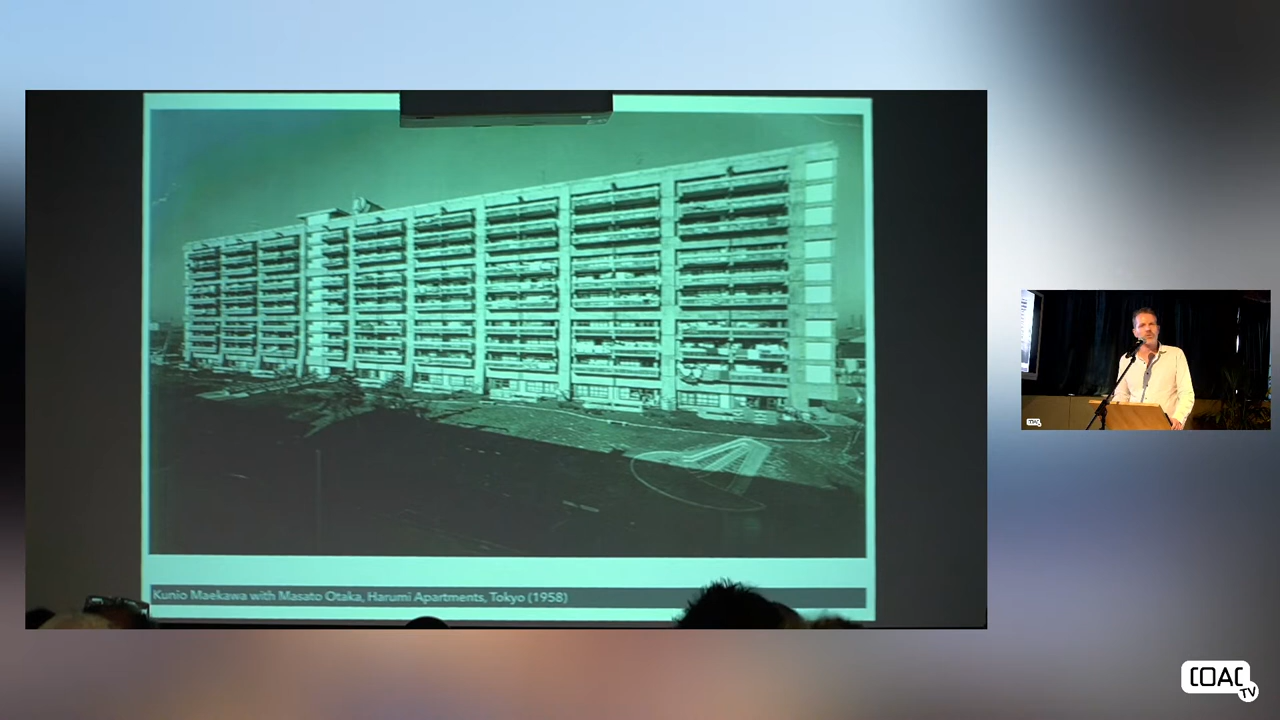 Kunio Maekawa with Masato Otaka, Harumi Apartments, Tokyo (1958)
COAC
TV